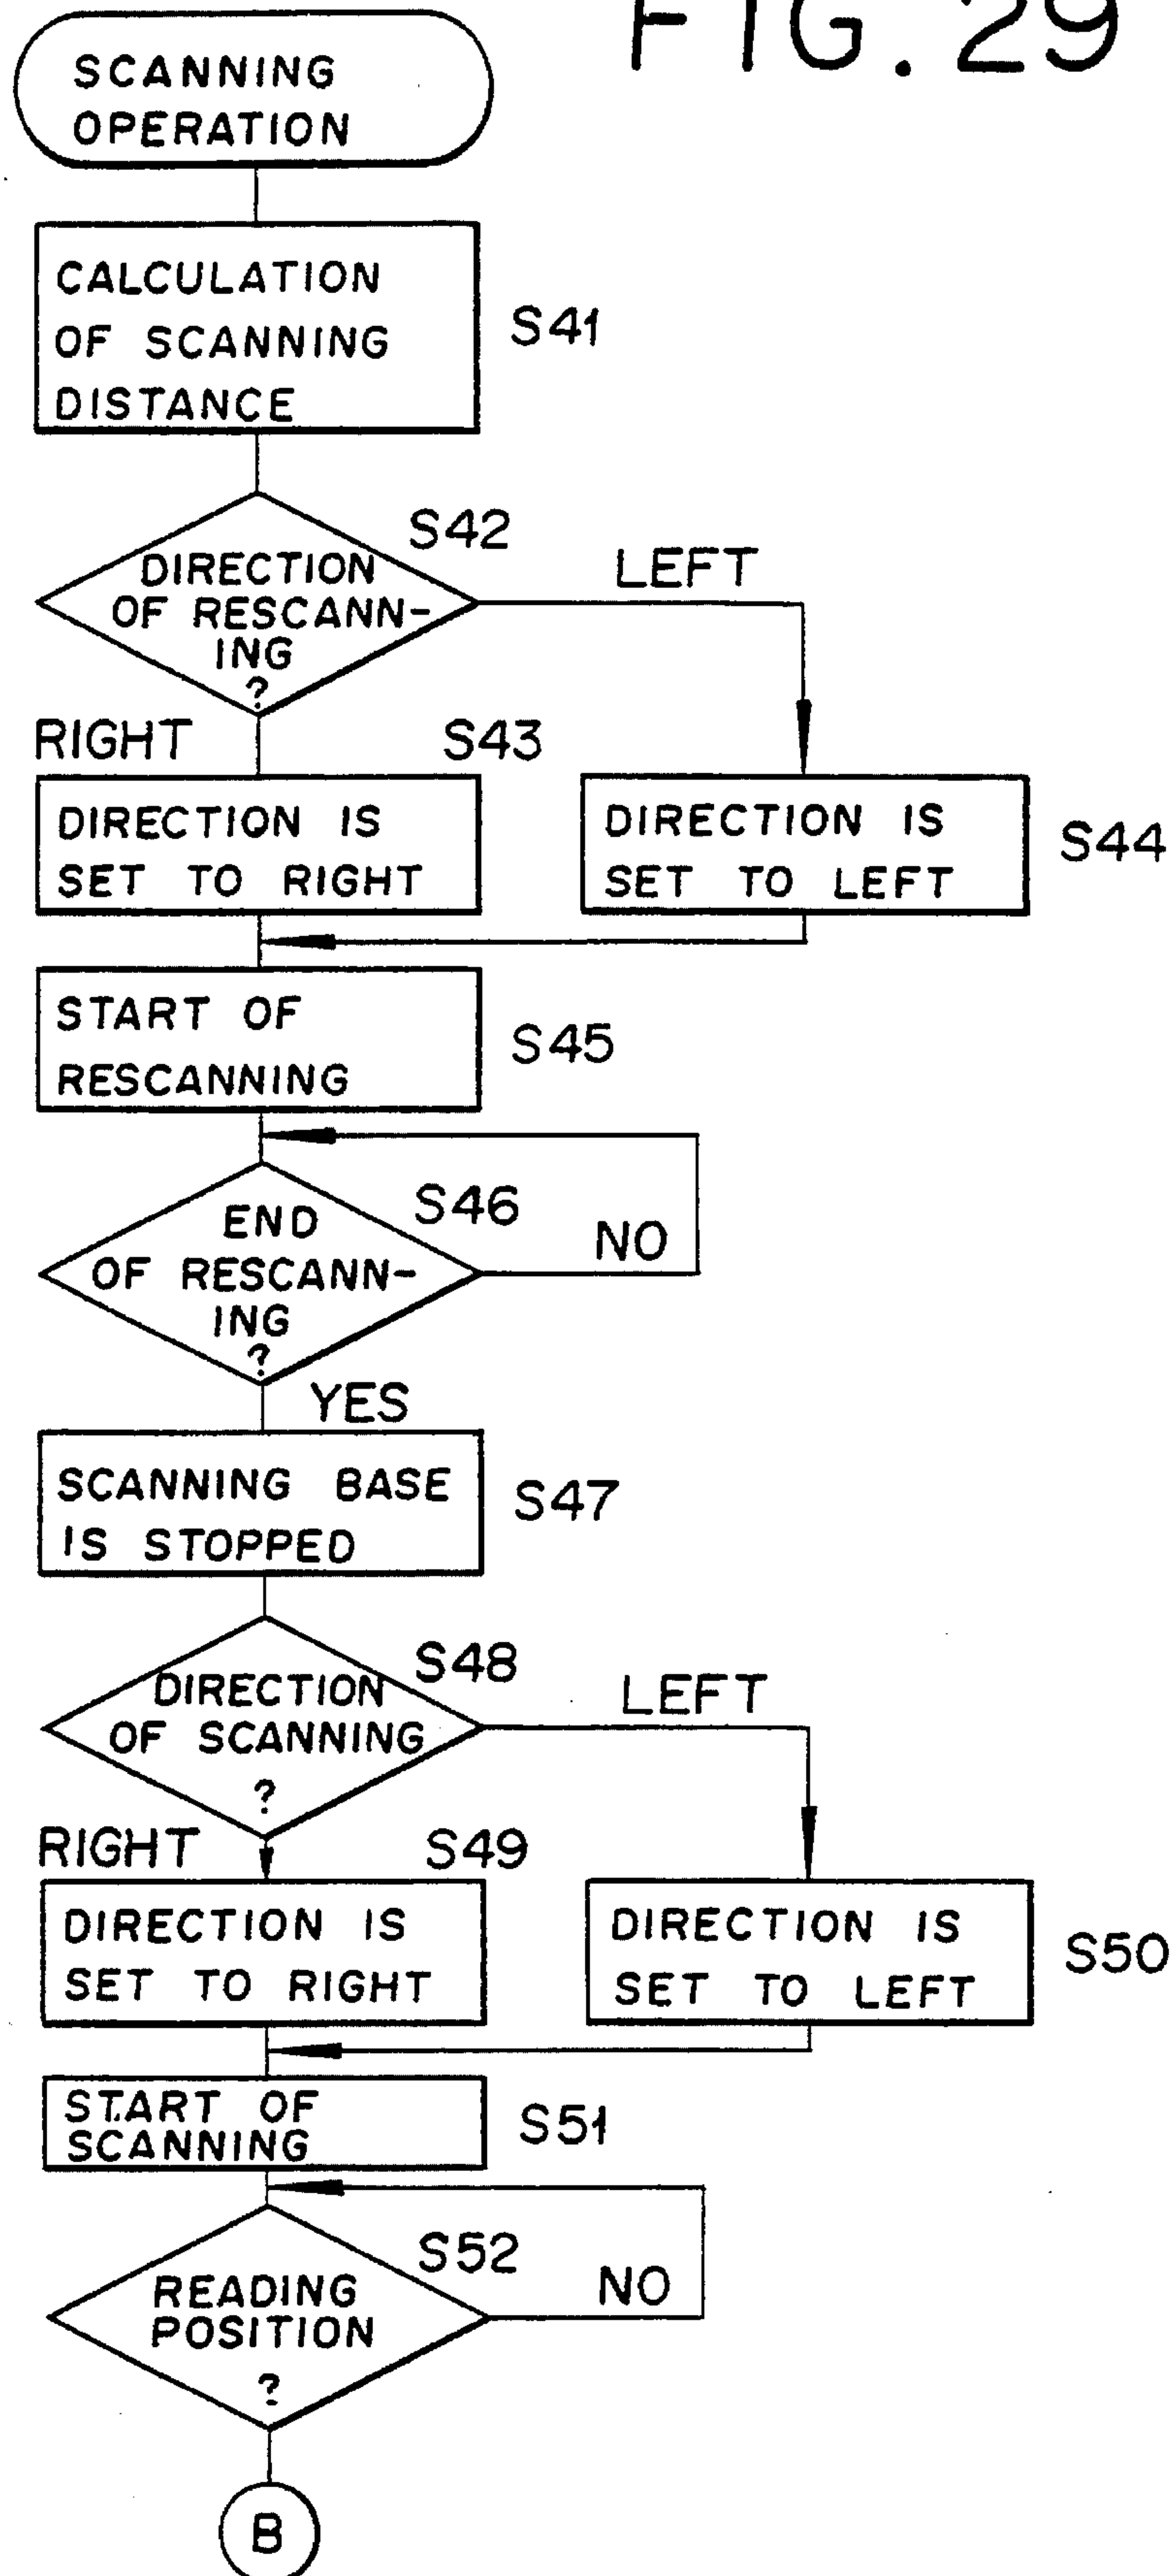 FIG. 29
SCANNING
OPERATION
CALCULATION
OF SCANNING
DISTANCE
S41
S42
DIRECTION
OF RESCANN-
ING
?
LEFT
RIGHT
S43
DIRECTION IS
SET TO RIGHT
DIRECTION IS
SET TO LEFT
S44
START OF
RESCANNING
S45
S46
END
OF RESCANN-
ING
?
NO
YES
SCANNING BASE
IS STOPPED
S47
S48
DIRECTION
OF SCANNING
?
LEFT
RIGHT
S49
DIRECTION IS
SET TO RIGHT
DIRECTION IS
SET TO LEFT
S50
START OF
SCANNING
S51
S52
READING
POSITION
?
NO
B